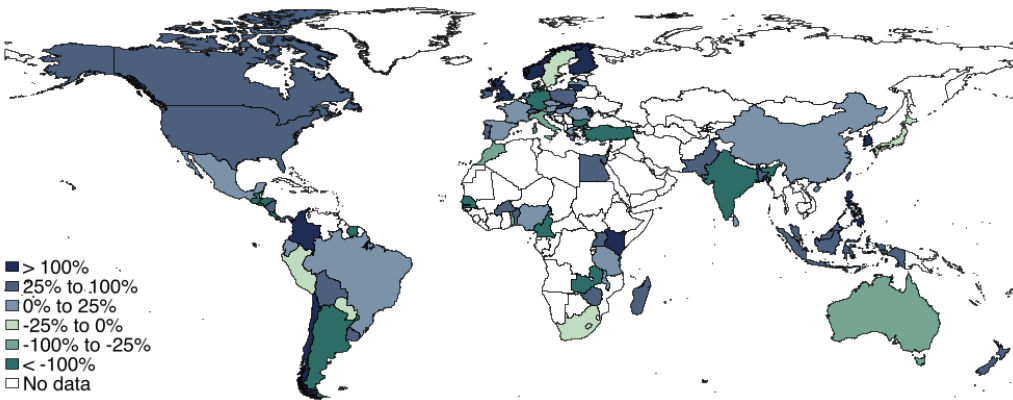 > 100%
25% to 100%
0% to 25%
-25% to 0%
-100% to -25%
< -100%
No data